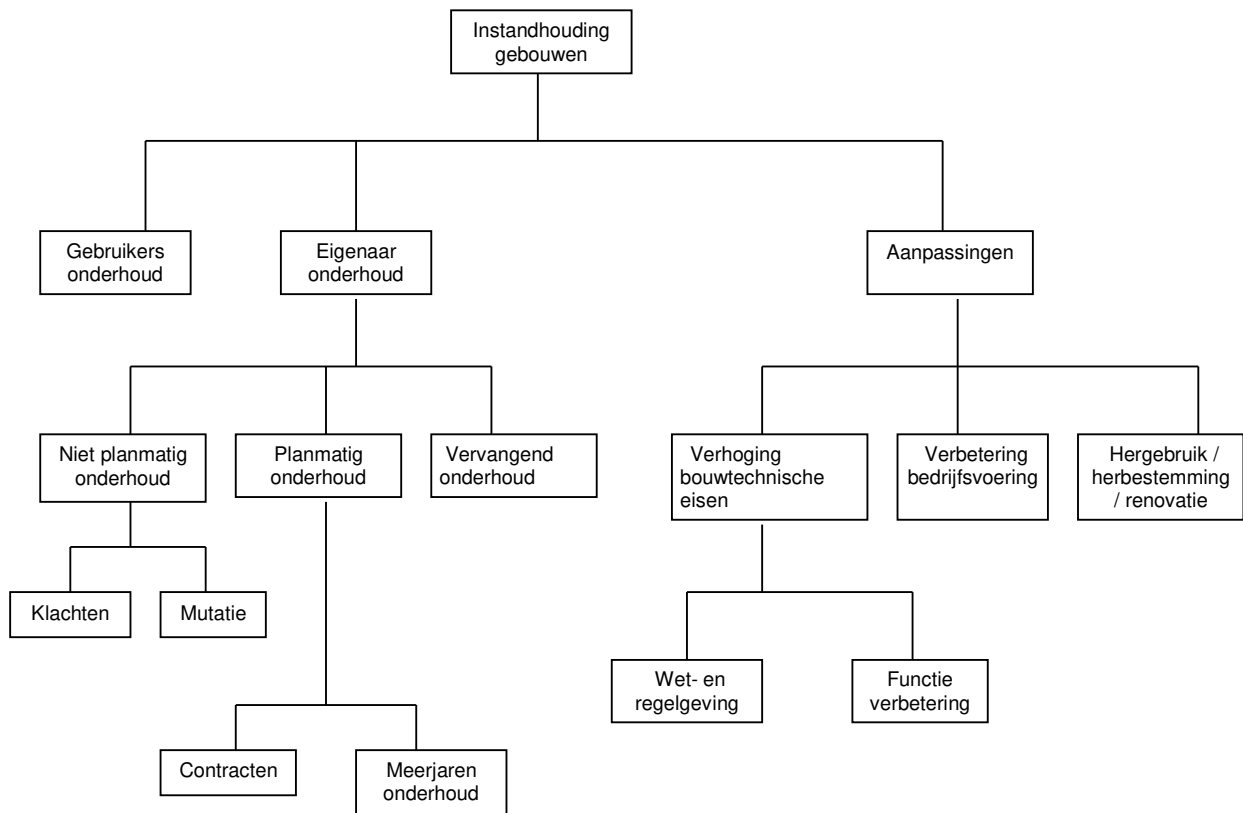 Instandhouding
gebouwen
Gebruikers
onderhoud
Eigenaar
onderhoud
Aanpassingen
Niet planmatig
onderhoud
Planmatig
onderhoud
Vervangend
onderhoud
Verhoging
bouwtechnische
eisen
Verbetering
bedrijfsvoering
Hergebruik /
herbestemming
/ renovatie
Klachten
Mutatie
Wet- en
regelgeving
Functie
verbetering
Contracten
Meerjaren
onderhoud